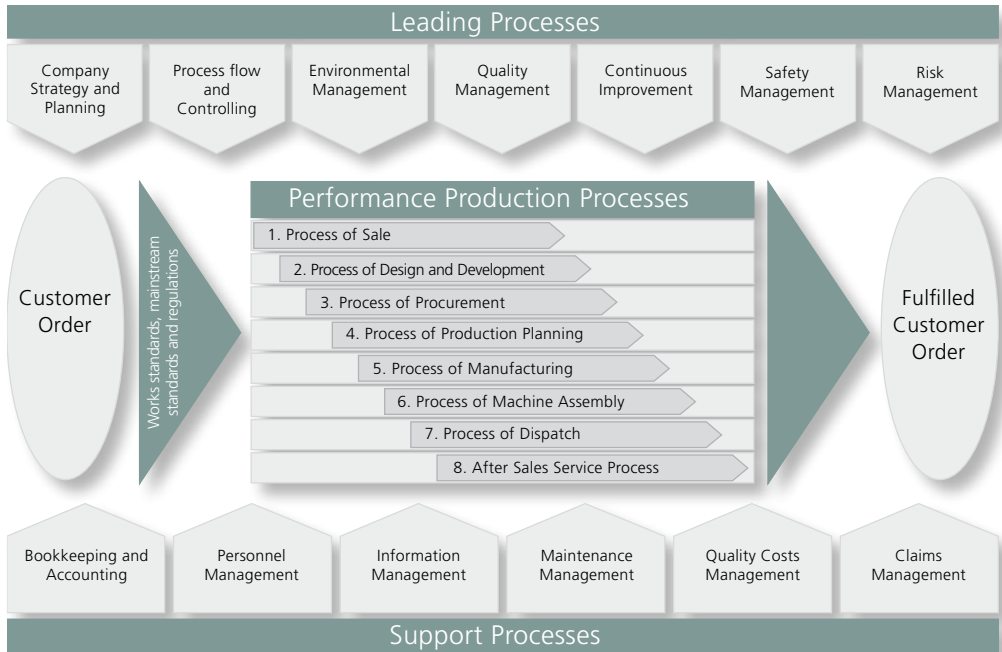 Leading Processes
Company
Strategy and
Planning
Process flow
and
Controlling
Environmental
Management
Quality
Management
Continuous
Improvement
Safety
Management
Risk
Management
Customer
Order
Works standards, mainstream
standards and regulations
Performance Production Processes
1. Process of Sale
2. Process of Design and Development
3. Process of Procurement
4. Process of Production Planning
5. Process of Manufacturing
6. Process of Machine Assembly
7. Process of Dispatch
8. After Sales Service Process
Fulfilled
Customer
Order
Bookkeeping and
Accounting
Personnel
Management
Information
Management
Maintenance
Management
Quality Costs
Management
Claims
Management
Support Processes